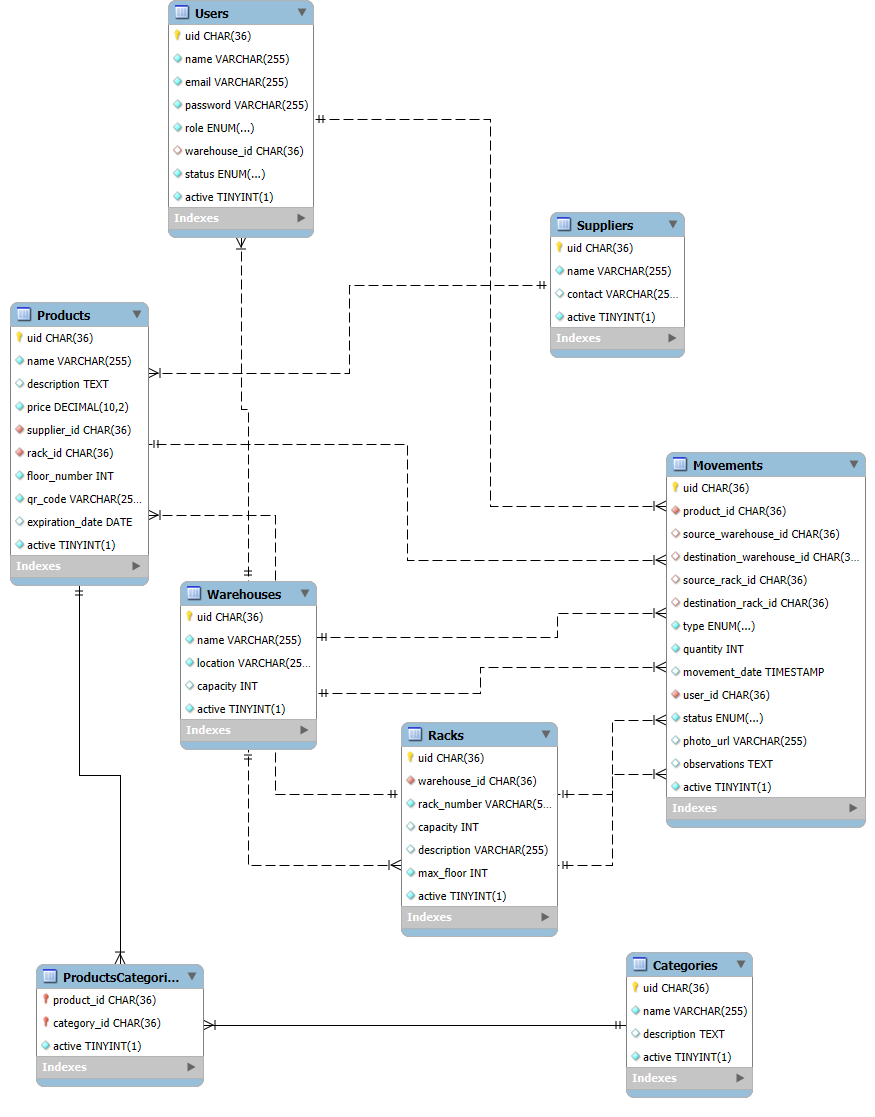 Users
uid CHAR(36)
name VARCHAR(255)
email VARCHAR(255)
password VARCHAR(255)
role ENUM(...)
warehouse_id CHAR(36)
status ENUM(...)
active TINYINT(1)
Indexes
Suppliers
uid CHAR(36)
name VARCHAR(255)
contact VARCHAR(25...
active TINYINT(1)
Indexes
Products
uid CHAR(36)
name VARCHAR(255)
description TEXT
price DECIMAL(10,2)
supplier_id CHAR(36)
rack_id CHAR(36)
floor_number INT
qr_code VARCHAR(25...
expiration_date DATE
active TINYINT(1)
Indexes
Movements
uid CHAR(36)
product_id CHAR(36)
source_warehouse_id CHAR(36)
destination_warehouse_id CHAR(3...
source_rack_id CHAR(36)
destination_rack_id CHAR(36)
type ENUM(...)
quantity INT
movement_date TIMESTAMP
user_id CHAR(36)
status ENUM(...)
photo_url VARCHAR(255)
observations TEXT
active TINYINT(1)
Indexes
Warehouses
uid CHAR(36)
name VARCHAR(255)
location VARCHAR(25...
capacity INT
active TINYINT(1)
Indexes
Racks
uid CHAR(36)
warehouse_id CHAR(36)
rack_number VARCHAR(5...
capacity INT
description VARCHAR(255)
max_floor INT
active TINYINT(1)
Indexes
ProductsCategori...
product_id CHAR(36)
category_id CHAR(36)
active TINYINT(1)
Indexes
Categories
uid CHAR(36)
name VARCHAR(255)
description TEXT
active TINYINT(1)
Indexes